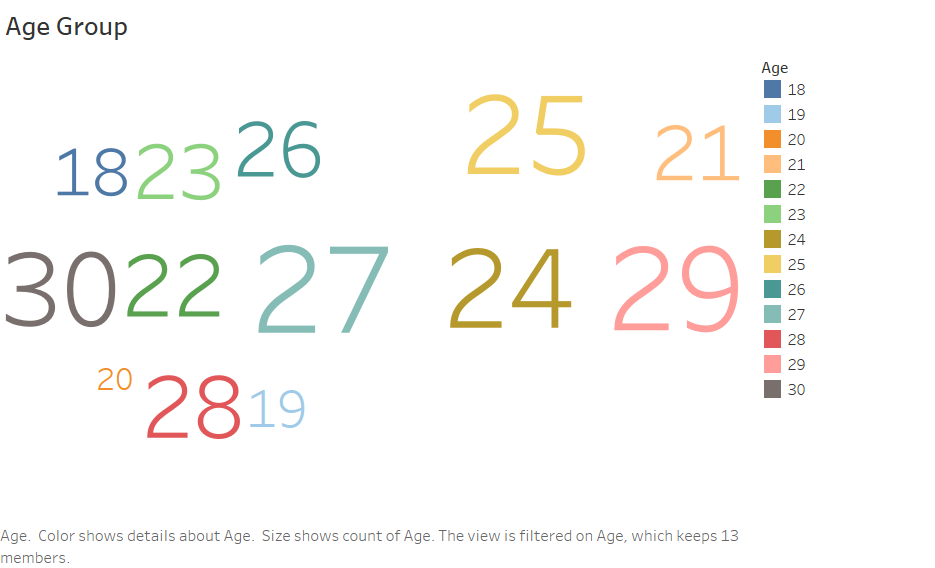 Age Group
Age
18
19
20
21
22
23
24
25
26
27
28
29
30
18 23 26 25 21
30 22 27 24 29
20 28 19
Age.  Color shows details about Age.  Size shows count of Age. The view is filtered on Age, which keeps 13
members.